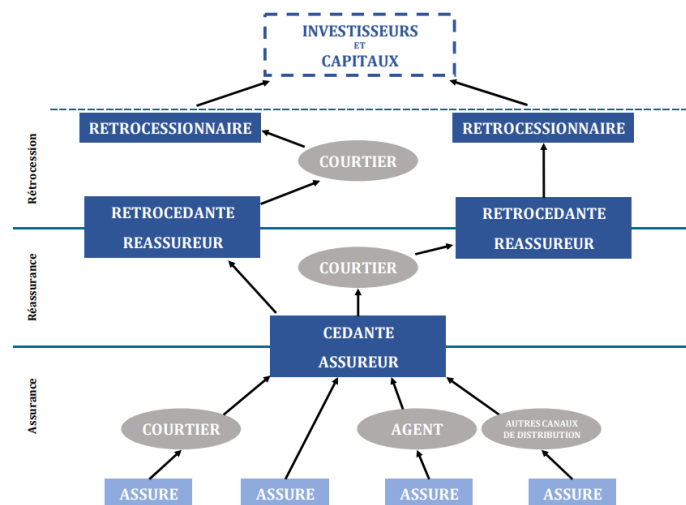 INVESTISSEURS
ET
CAPITAUX
RETROCESSIONNAIRE
RETROCESSIONNAIRE
Rétrocession
COURTIER
RETROCEDANTE
REASSUREUR
RETROCEDANTE
REASSUREUR
Réassurance
COURTIER
CEDANTE
ASSUREUR
Assurance
COURTIER
AGENT
AUTRES CANAUX
DE DISTRIBUTION
ASSURE
ASSURE
ASSURE
ASSURE